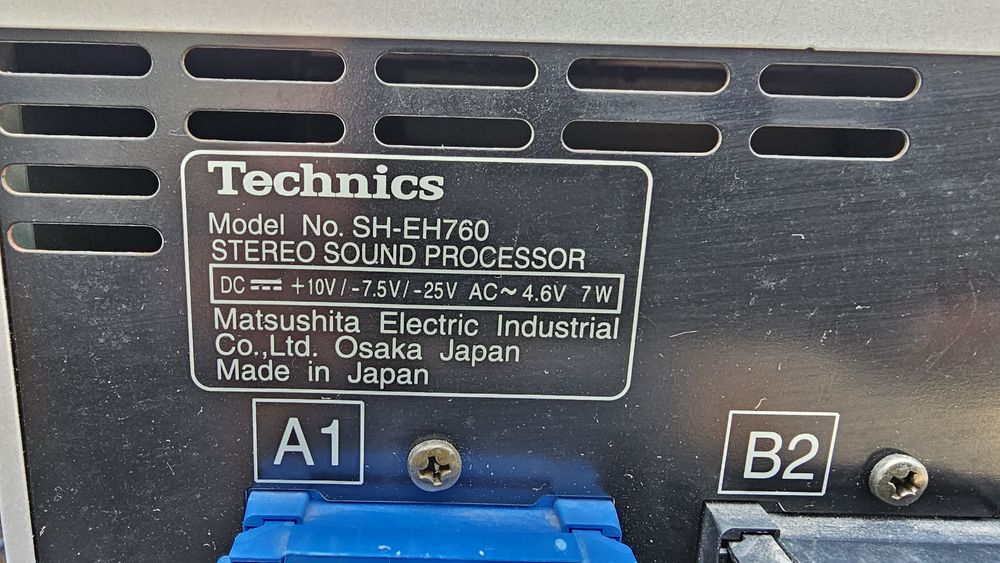 Technics
Model No. SH-EH760
STEREO SOUND PROCESSOR
DC ⎓ +10V/-7.5V/-25V AC~4.6V 7W
Matsushita Electric Industrial
Co.,Ltd. Osaka Japan
Made in Japan
A1
B2